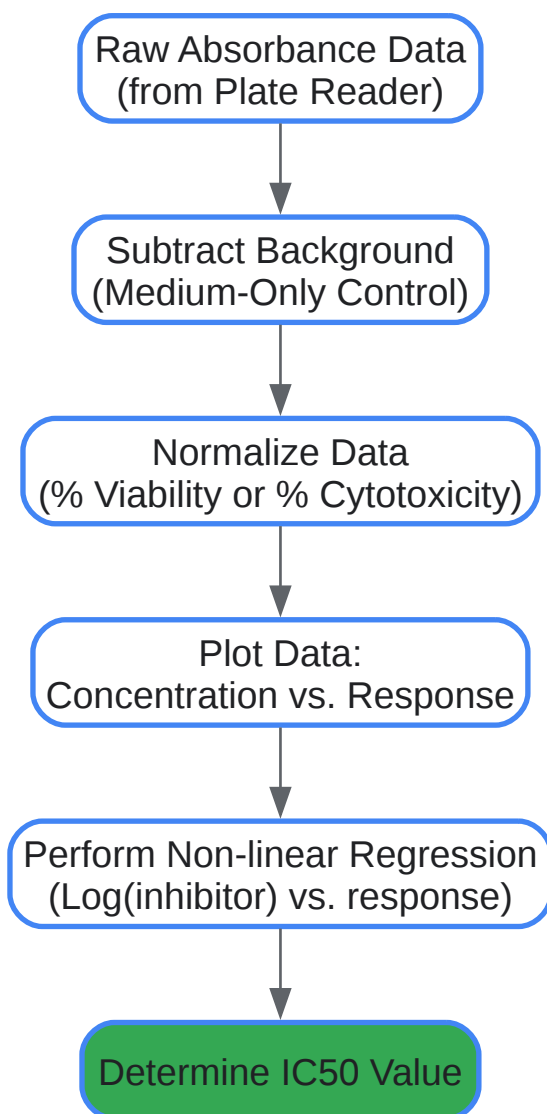 Raw Absorbance Data
(from Plate Reader)
Subtract Background
(Medium-Only Control)
Normalize Data
(% Viability or % Cytotoxicity)
Plot Data:
Concentration vs. Response
Perform Non-linear Regression
(Log(inhibitor) vs. response)
Determine IC50 Value